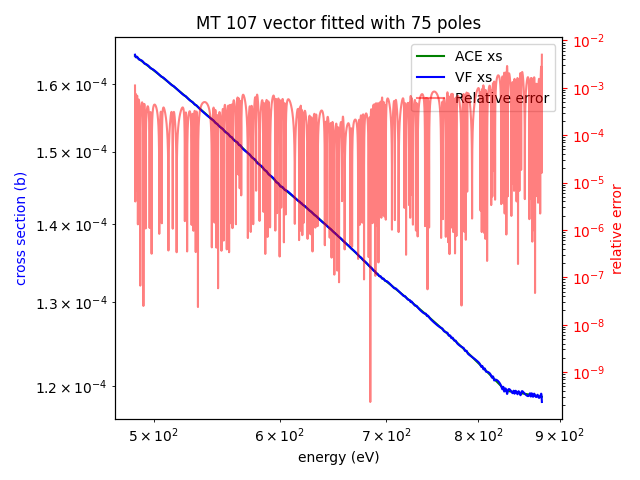 MT 107 vector fitted with 75 poles
ACE xs
VF xs
Relative error
1.6 × 10⁻⁴
1.5 × 10⁻⁴
1.4 × 10⁻⁴
1.3 × 10⁻⁴
1.2 × 10⁻⁴
cross section (b)
10⁻²
10⁻³
10⁻⁴
10⁻⁵
10⁻⁶
10⁻⁷
10⁻⁸
10⁻⁹
relative error
5 × 10² 6 × 10² 7 × 10² 8 × 10² 9 × 10²
energy (eV)